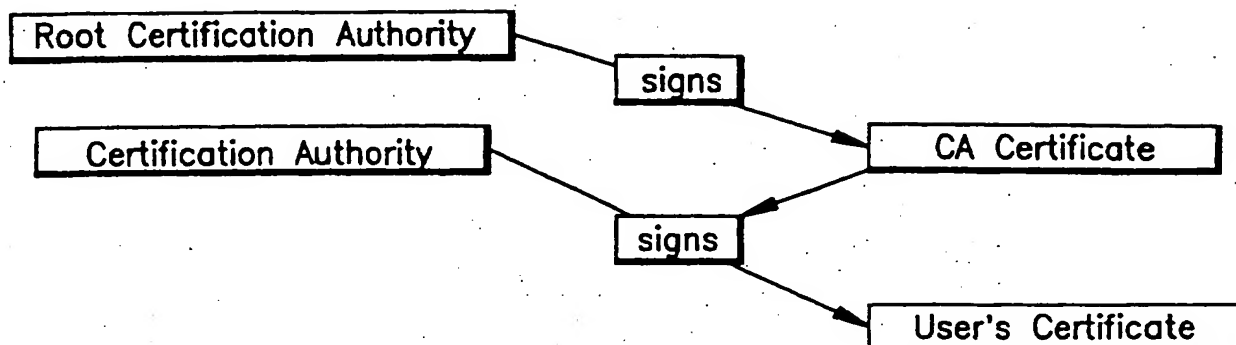 Root Certification Authority
signs
Certification Authority
CA Certificate
signs
User's Certificate